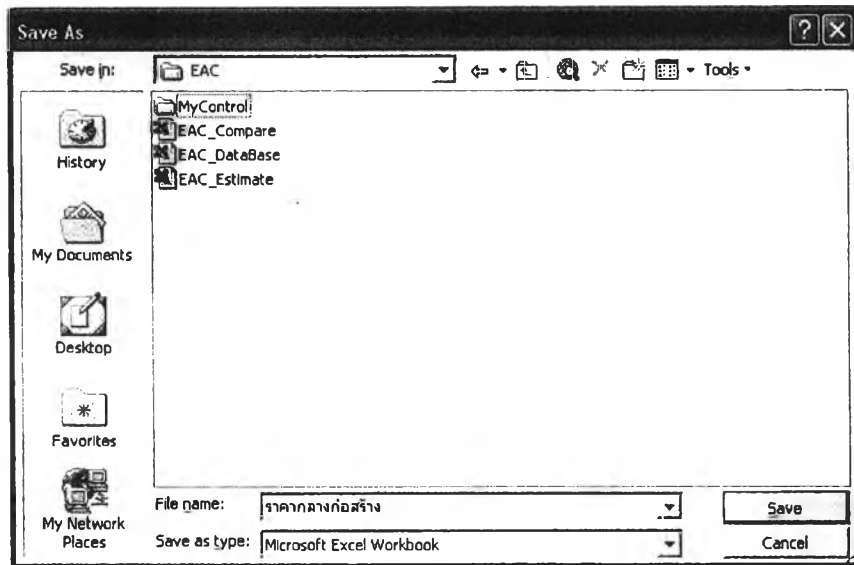 Save As
Save in:
EAC
Tools
MyControl
EAC_Compare
EAC_DataBase
EAC_Estimate
History
My Documents
Desktop
Favorites
My Network
Places
File name:
ราคากลางก่อสร้าง
Save
Save as type:
Microsoft Excel Workbook
Cancel